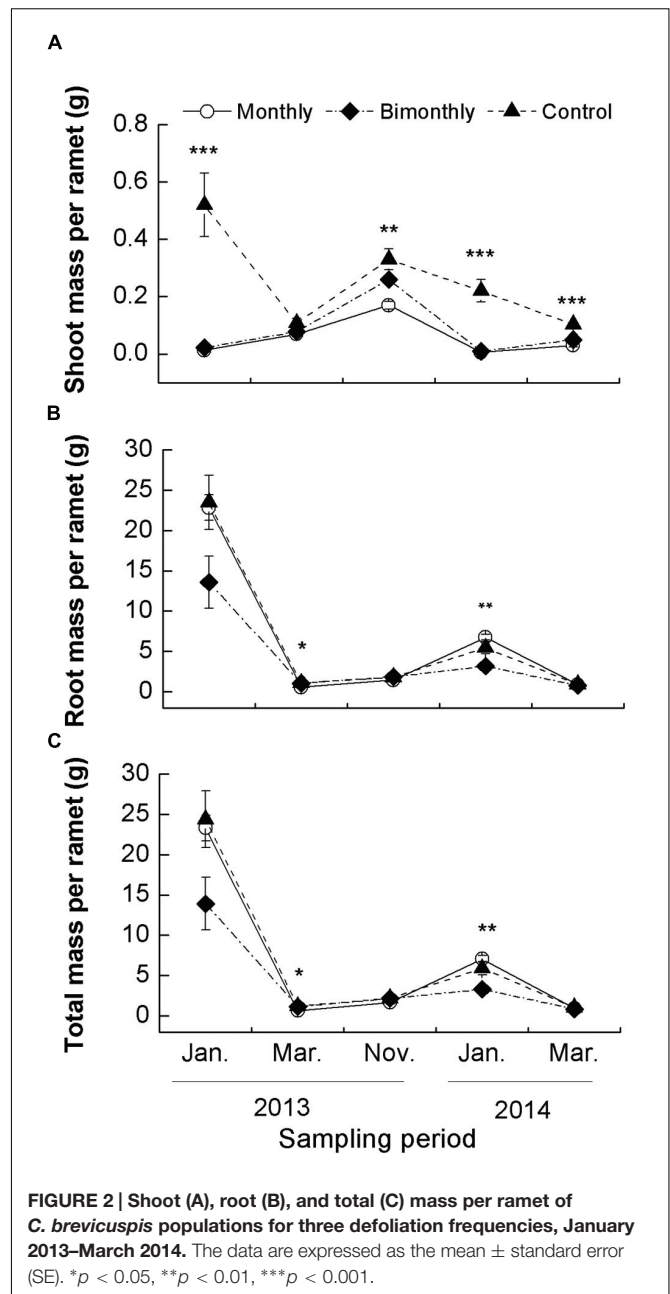 A
Monthly Bimonthly Control
Shoot mass per ramet (g)
0.8
0.6
0.4
0.2
0.0
*** ** *** ***
B
Root mass per ramet (g)
30
25
20
15
10
5
0
* **
C
Total mass per ramet (g)
30
25
20
15
10
5
0
* **
Jan. Mar. Nov. Jan. Mar.
2013 2014
Sampling period
FIGURE 2 | Shoot (A), root (B), and total (C) mass per ramet of
C. brevicuspis populations for three defoliation frequencies, January
2013–March 2014. The data are expressed as the mean ± standard error
(SE). *p < 0.05, **p < 0.01, ***p < 0.001.